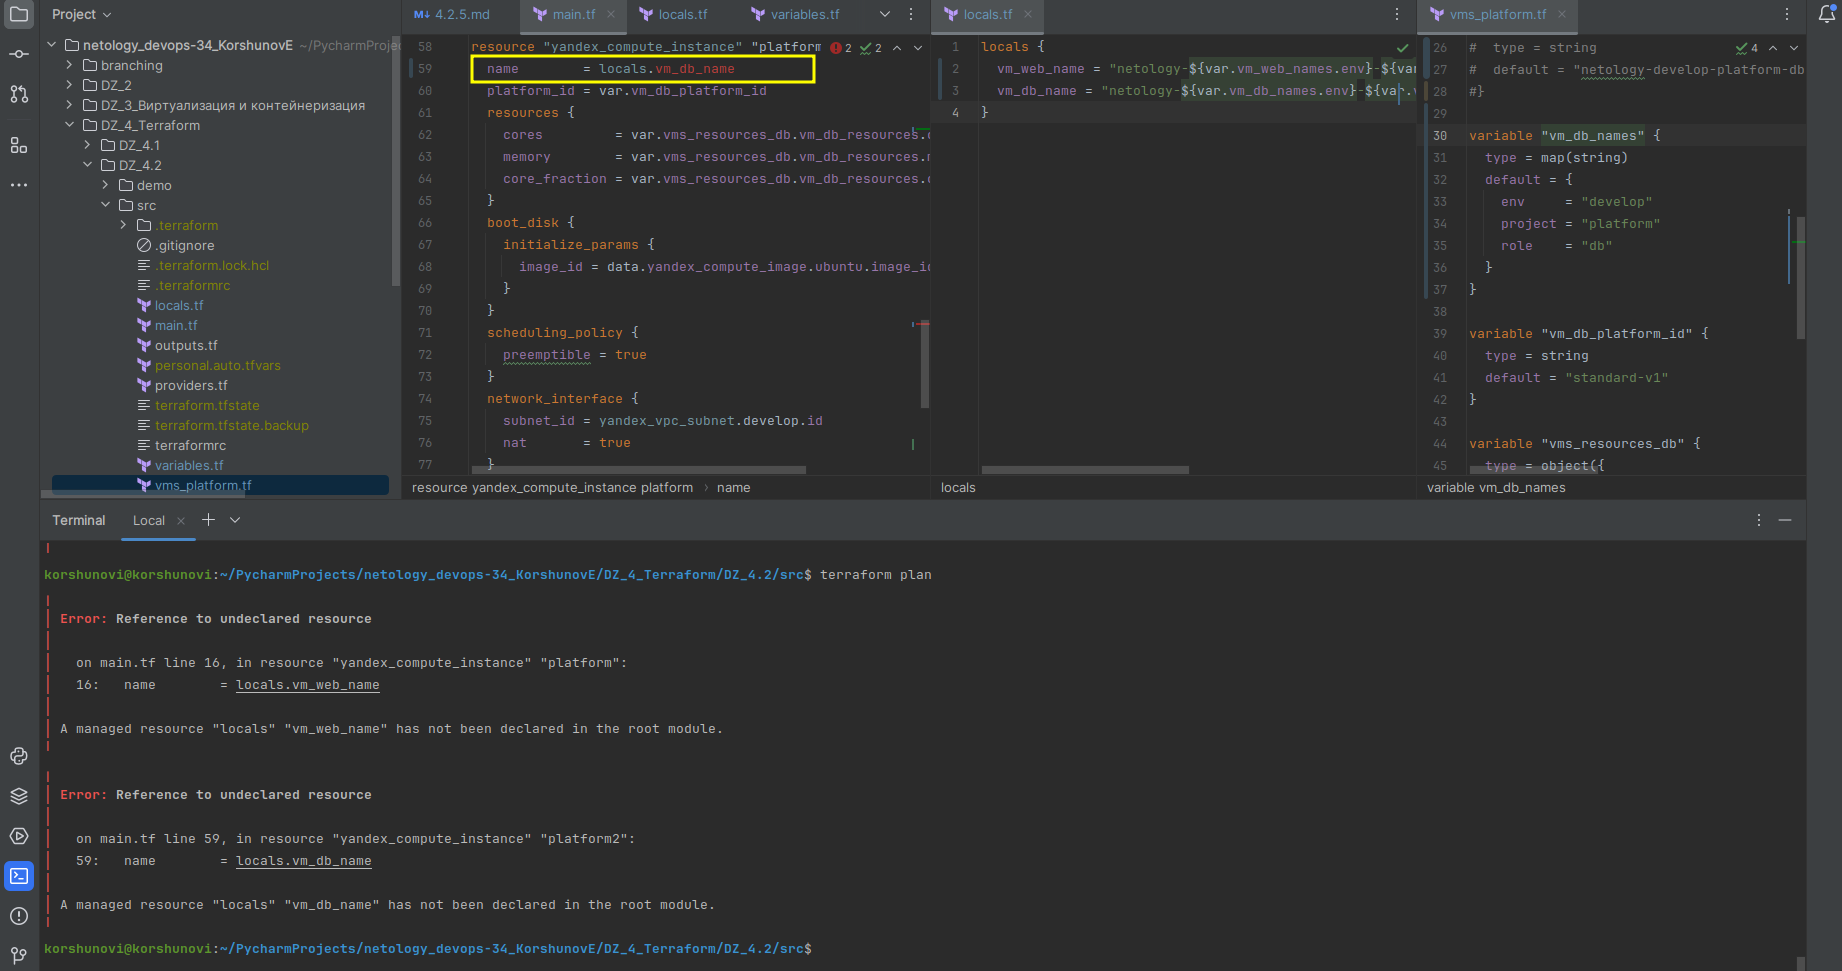 Project
netology_devops-34_KorshunovE ~/PycharmProje
branching
DZ_2
DZ_3_Виртуализация и контейнеризация
DZ_4_Terraform
DZ_4.1
DZ_4.2
demo
src
.terraform
.gitignore
.terraform.lock.hcl
.terraformrc
locals.tf
main.tf
outputs.tf
personal.auto.tfvars
providers.tf
terraform.tfstate
terraform.tfstate.backup
terraformrc
variables.tf
vms_platform.tf
M↓ 4.2.5.md
main.tf
locals.tf
variables.tf
2 2
58 resource "yandex_compute_instance" "platform
59 name = locals.vm_db_name
60 platform_id = var.vm_db_platform_id
61 resources {
62 cores = var.vms_resources_db.vm_db_resources.
63 memory = var.vms_resources_db.vm_db_resources.
64 core_fraction = var.vms_resources_db.vm_db_resources.
65 }
66 boot_disk {
67 initialize_params {
68 image_id = data.yandex_compute_image.ubuntu.image_id
69 }
70 }
71 scheduling_policy {
72 preemptible = true
73 }
74 network_interface {
75 subnet_id = yandex_vpc_subnet.develop.id
76 nat = true
77 }
resource yandex_compute_instance platform › name
locals.tf
1 locals {
2 vm_web_name = "netology-${var.vm_web_names.env}-${va
3 vm_db_name = "netology-${var.vm_db_names.env}-${var.
4 }
locals
vms_platform.tf
4
26 # type = string
27 # default = "netology-develop-platform-db
28 #}
29
30 variable "vm_db_names" {
31 type = map(string)
32 default = {
33 env = "develop"
34 project = "platform"
35 role = "db"
36 }
37 }
38
39 variable "vm_db_platform_id" {
40 type = string
41 default = "standard-v1"
42 }
43
44 variable "vms_resources_db" {
45 type = object({
variable vm_db_names
Terminal
Local
korshunovi@korshunovi:~/PycharmProjects/netology_devops-34_KorshunovE/DZ_4_Terraform/DZ_4.2/src$ terraform plan
Error: Reference to undeclared resource
on main.tf line 16, in resource "yandex_compute_instance" "platform":
16: name = locals.vm_web_name
A managed resource "locals" "vm_web_name" has not been declared in the root module.
Error: Reference to undeclared resource
on main.tf line 59, in resource "yandex_compute_instance" "platform2":
59: name = locals.vm_db_name
A managed resource "locals" "vm_db_name" has not been declared in the root module.
korshunovi@korshunovi:~/PycharmProjects/netology_devops-34_KorshunovE/DZ_4_Terraform/DZ_4.2/src$